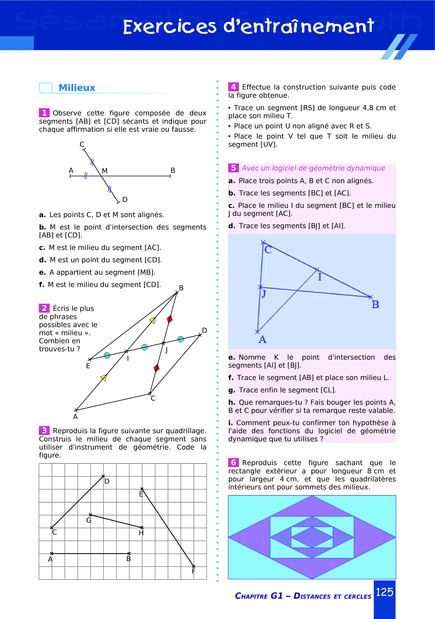 Exercices d'entraînement
Milieux
1 Observe cette figure composée de deux
segments [AB] et [CD] sécants et indique pour
chaque affirmation si elle est vraie ou fausse.
C
A
M
B
D
a. Les points C, D et M sont alignés.
b. M est le point d'intersection des segments
[AB] et [CD].
c. M est le milieu du segment [AC].
d. M est un point du segment [CD].
e. A appartient au segment [MB].
f. M est le milieu du segment [CD].
2 Écris le plus
de phrases
possibles avec le
mot « milieu ».
Combien en
trouves-tu ?
B
D
E
I
J
C
A
3 Reproduis la figure suivante sur quadrillage.
Construis le milieu de chaque segment sans
utiliser d'instrument de géométrie. Code la
figure.
D
E
G
C
H
A
B
F
4 Effectue la construction suivante puis code
la figure obtenue.
• Trace un segment [RS] de longueur 4,8 cm et
place son milieu T.
• Place un point U non aligné avec R et S.
• Place le point V tel que T soit le milieu du
segment [UV].
5 Avec un logiciel de géométrie dynamique
a. Place trois points A, B et C non alignés.
b. Trace les segments [BC] et [AC].
c. Place le milieu I du segment [BC] et le milieu
J du segment [AC].
d. Trace les segments [BJ] et [AI].
C
I
J
B
A
e. Nomme K le point d'intersection des
segments [AI] et [BJ].
f. Trace le segment [AB] et place son milieu L.
g. Trace enfin le segment [CL].
h. Que remarques-tu ? Fais bouger les points A,
B et C pour vérifier si ta remarque reste valable.
i. Comment peux-tu confirmer ton hypothèse à
l'aide des fonctions du logiciel de géométrie
dynamique que tu utilises ?
6 Reproduis cette figure sachant que le
rectangle extérieur a pour longueur 8 cm et
pour largeur 4 cm, et que les quadrilatères
intérieurs ont pour sommets des milieux.
CHAPITRE G1 – DISTANCES ET CERCLES 125